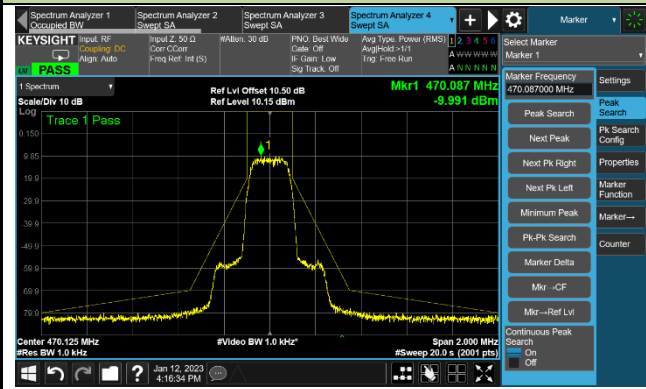 Spectrum Analyzer 1
Occupied BW
Spectrum Analyzer 2
Swept SA
Spectrum Analyzer 3
Swept SA
Spectrum Analyzer 4
Swept SA
Marker
KEYSIGHT
Input: RF
Coupling: DC
Align: Auto
Input Z: 50 Ω
Corr CCorr
Freq Ref: Int (S)
#Atten: 30 dB
PNO: Best Wide
Gate: Off
IF Gain: Low
Sig Track: Off
Avg Type: Power (RMS)
Avg|Hold:>1/1
Trig: Free Run
1 2 3 4 5 6
A W W W W W
A N N N N N
PASS
Select Marker
Marker 1
1 Spectrum
Scale/Div 10 dB
Ref Lvl Offset 10.50 dB
Ref Level 10.15 dBm
Mkr1 470.087 MHz
-9.991 dBm
Log
Trace 1 Pass
1
0.150
-9.85
-19.9
-29.9
-39.9
-49.9
-59.9
-69.9
-79.9
Center 470.125 MHz
#Res BW 1.0 kHz
#Video BW 1.0 kHz*
Span 2.000 MHz
#Sweep 20.0 s (2001 pts)
Marker Frequency
470.087000 MHz
Peak Search
Next Peak
Next Pk Right
Next Pk Left
Minimum Peak
Pk-Pk Search
Marker Delta
Mkr→CF
Mkr→Ref Lvl
Continuous Peak
Search
On
Off
Settings
Peak
Search
Pk Search
Config
Properties
Marker
Function
Marker→
Counter
Jan 12, 2023
4:16:34 PM